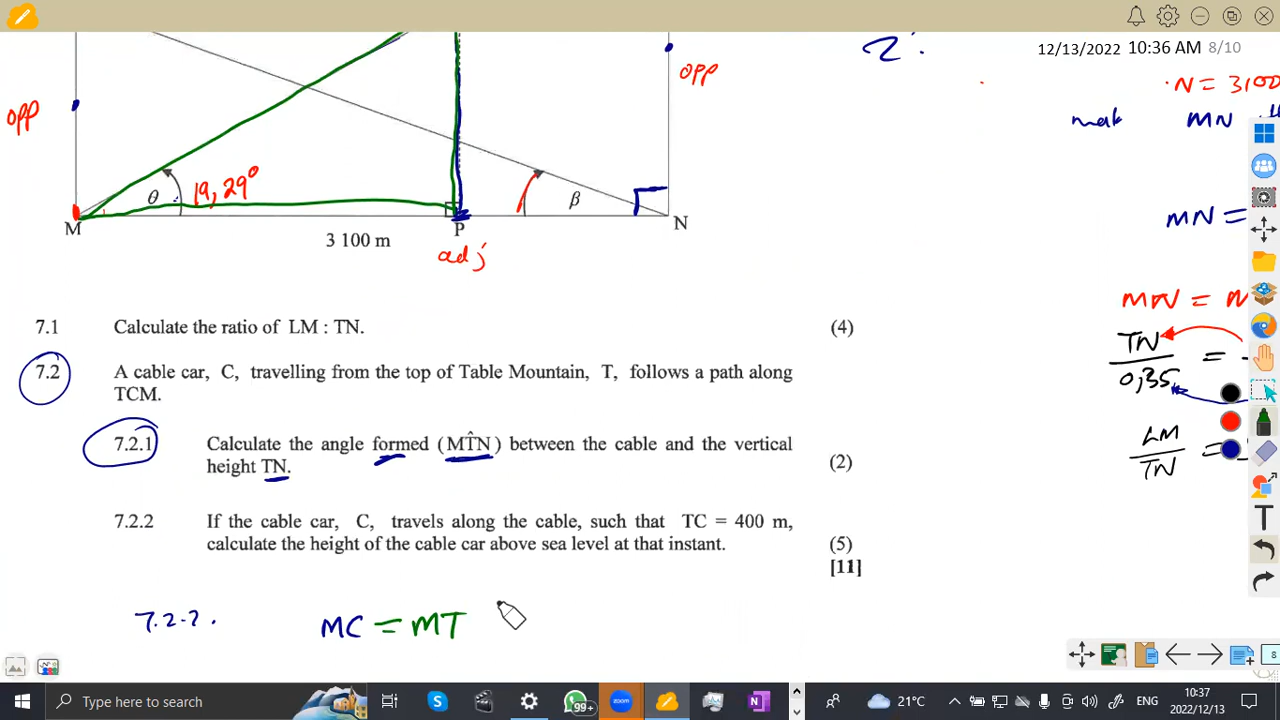 12/13/2022 10:36 AM 8/10
2:
opp
opp
·N = 3100
mak MN
θ 19,29°
β
MN =
M P N
3 100 m
adj
MN = N
TN / 0,35 =
LM / TN =
7.1 Calculate the ratio of LM : TN. (4)
7.2 A cable car, C, travelling from the top of Table Mountain, T, follows a path along
TCM.
7.2.1 Calculate the angle formed (MT̂N) between the cable and the vertical
height TN. (2)
7.2.2 If the cable car, C, travels along the cable, such that TC = 400 m,
calculate the height of the cable car above sea level at that instant. (5)
[11]
7.2.2. MC = MT
T
8
Type here to search
99+
zoom
21°C
ENG
10:37
2022/12/13